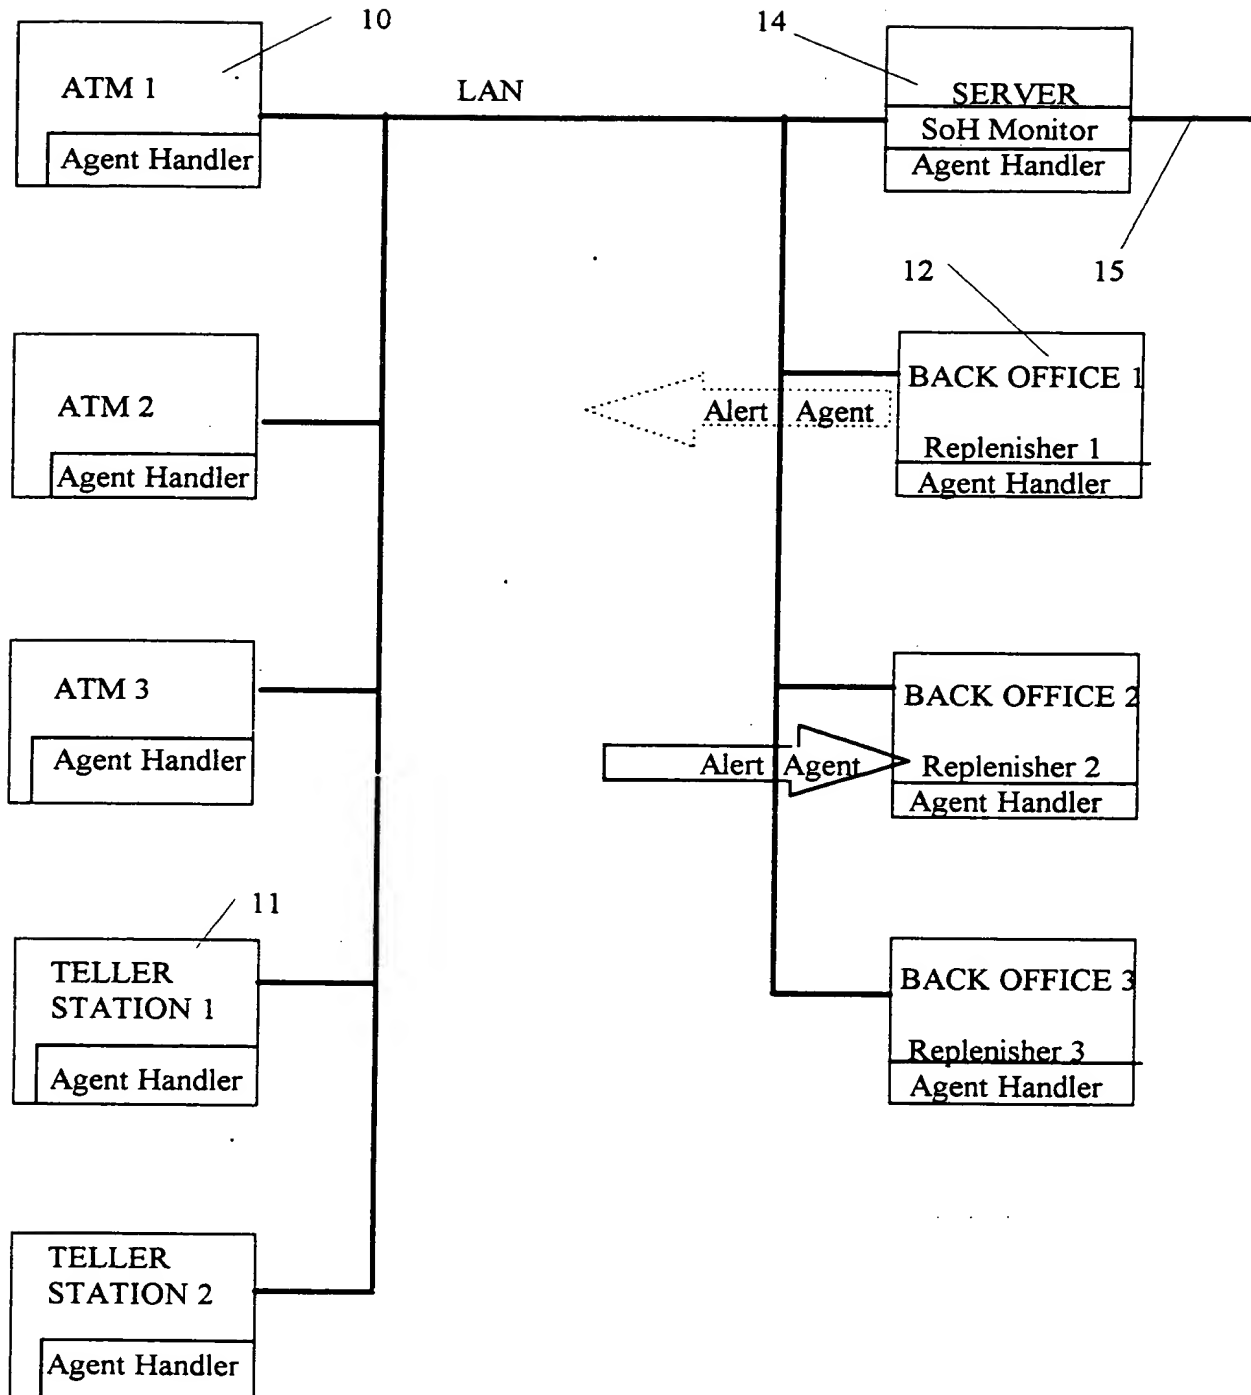 10
14
ATM 1
Agent Handler
LAN
SERVER
SoH Monitor
Agent Handler
15
12
ATM 2
Agent Handler
BACK OFFICE 1
Alert Agent
Replenisher 1
Agent Handler
ATM 3
Agent Handler
BACK OFFICE 2
Alert Agent
Replenisher 2
Agent Handler
11
TELLER
STATION 1
Agent Handler
BACK OFFICE 3
Replenisher 3
Agent Handler
TELLER
STATION 2
Agent Handler